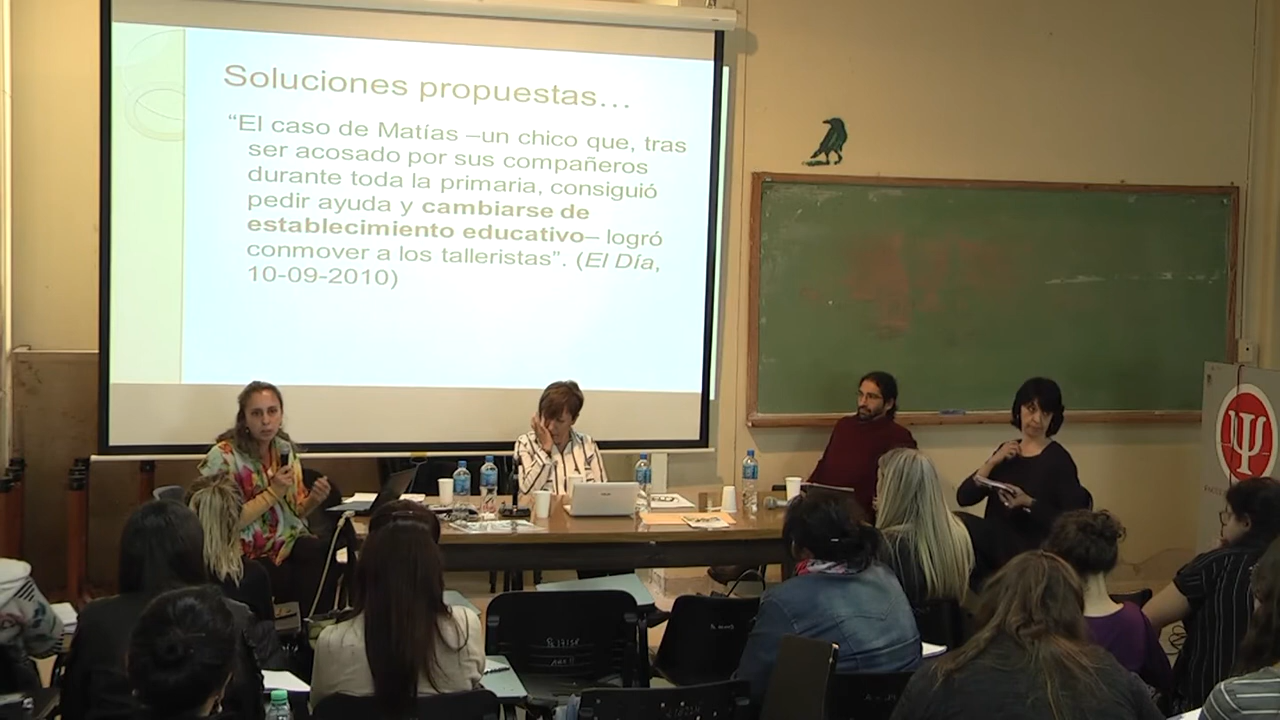 Soluciones propuestas...
“El caso de Matías –un chico que, tras
ser acosado por sus compañeros
durante toda la primaria, consiguió
pedir ayuda y cambiarse de
establecimiento educativo– logró
conmover a los talleristas”. (El Día,
10-09-2010)
Ψ